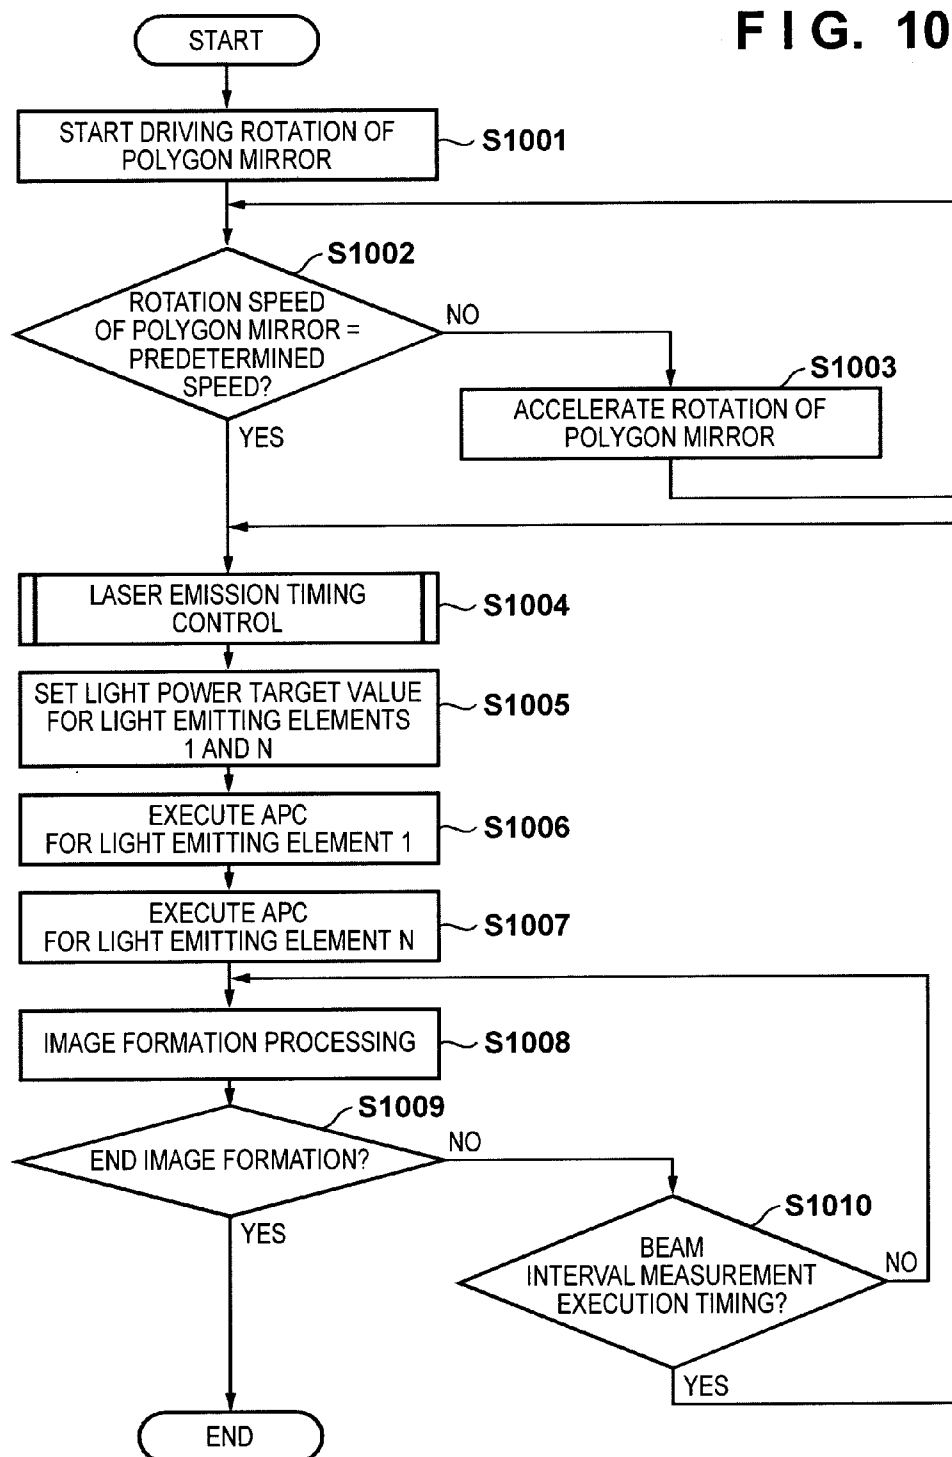 FIG. 10
START
START DRIVING ROTATION OF
POLYGON MIRROR
S1001
S1002
ROTATION SPEED
OF POLYGON MIRROR =
PREDETERMINED
SPEED?
NO
YES
S1003
ACCELERATE ROTATION OF
POLYGON MIRROR
LASER EMISSION TIMING
CONTROL
S1004
SET LIGHT POWER TARGET VALUE
FOR LIGHT EMITTING ELEMENTS
1 AND N
S1005
EXECUTE APC
FOR LIGHT EMITTING ELEMENT 1
S1006
EXECUTE APC
FOR LIGHT EMITTING ELEMENT N
S1007
IMAGE FORMATION PROCESSING
S1008
S1009
END IMAGE FORMATION?
NO
YES
S1010
BEAM
INTERVAL MEASUREMENT
EXECUTION TIMING?
NO
YES
END